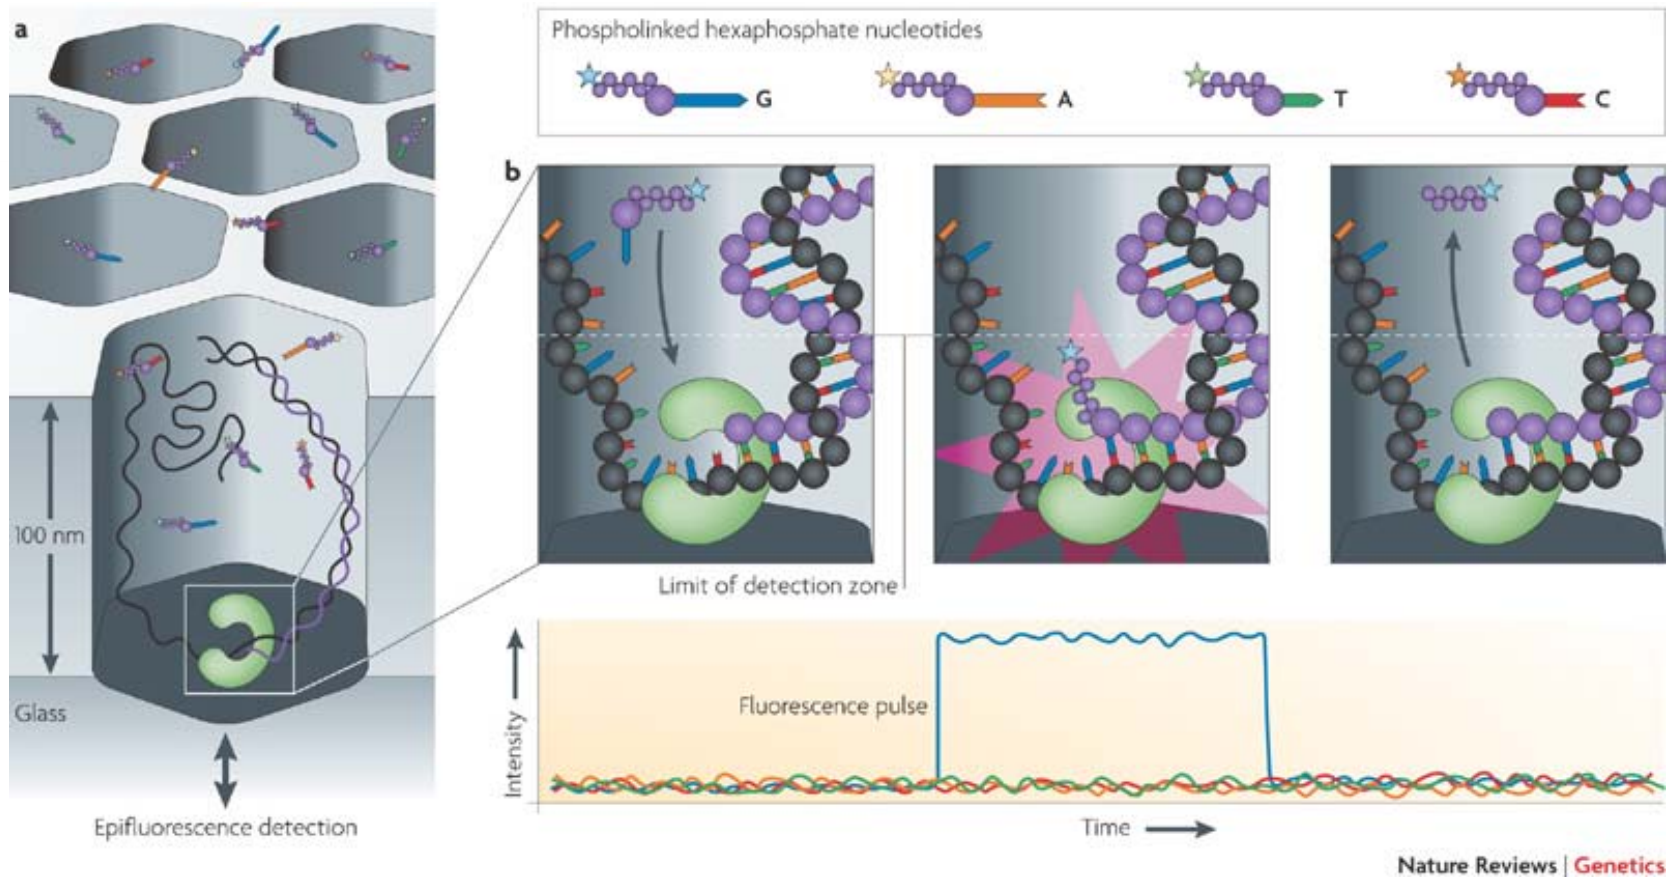 a
Phospholinked hexaphosphate nucleotides
G
A
T
C
b
100 nm
Glass
Epifluorescence detection
Limit of detection zone
Fluorescence pulse
Intensity
Time
Nature Reviews | Genetics